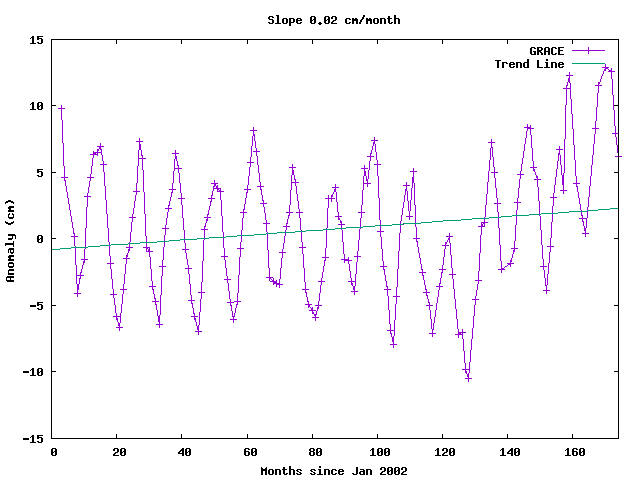 Slope 0.02 cm/month
GRACE
Trend Line
15
10
5
0
-5
-10
-15
Anomaly (cm)
0 20 40 60 80 100 120 140 160
Months since Jan 2002